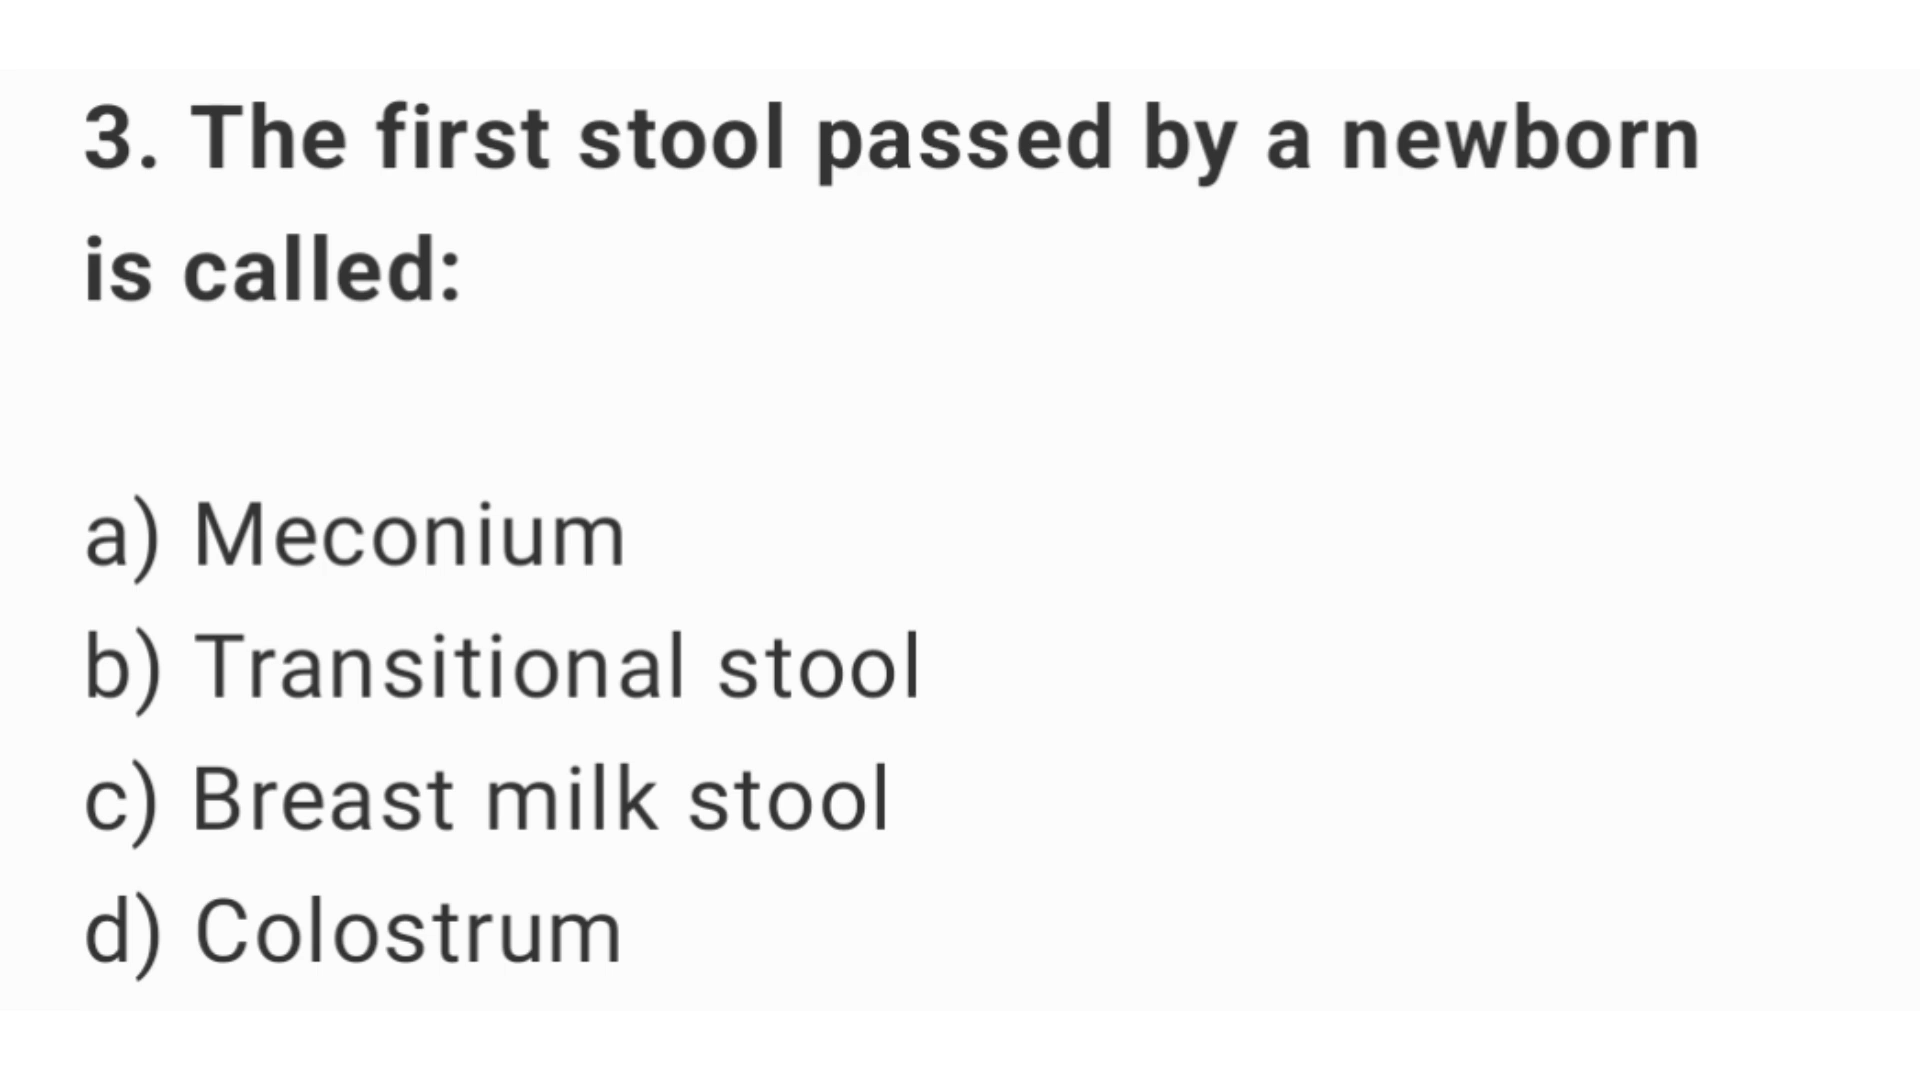 3. The first stool passed by a newborn
is called:
a) Meconium
b) Transitional stool
c) Breast milk stool
d) Colostrum